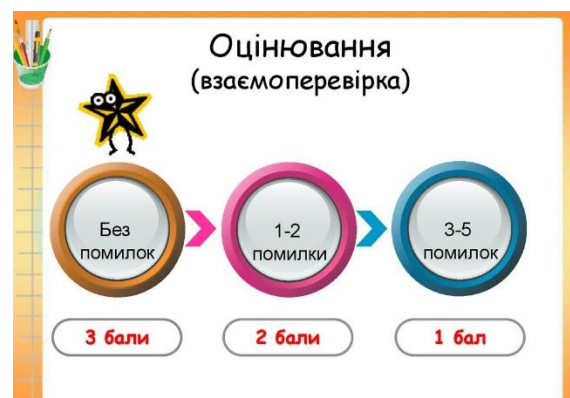 Оцінювання
(взаємоперевірка)
Без
помилок
1-2
помилки
3-5
помилок
3 бали
2 бали
1 бал